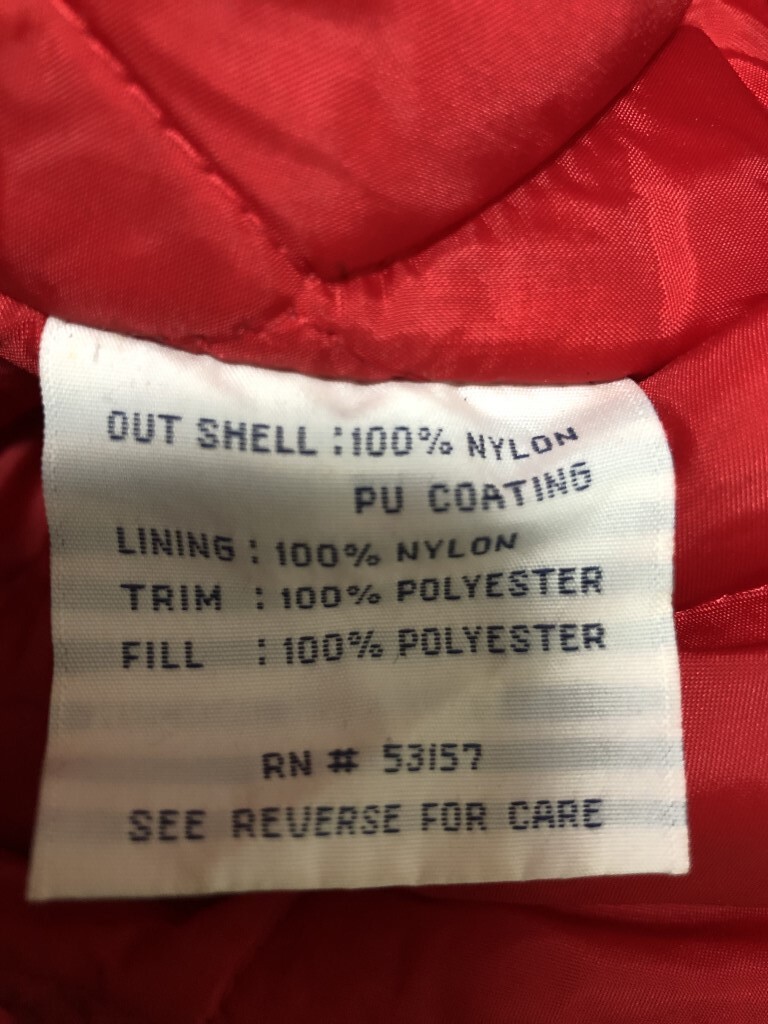 OUT SHELL : 100% NYLON
PU COATING
LINING : 100% NYLON
TRIM : 100% POLYESTER
FILL : 100% POLYESTER
RN # 53157
SEE REVERSE FOR CARE